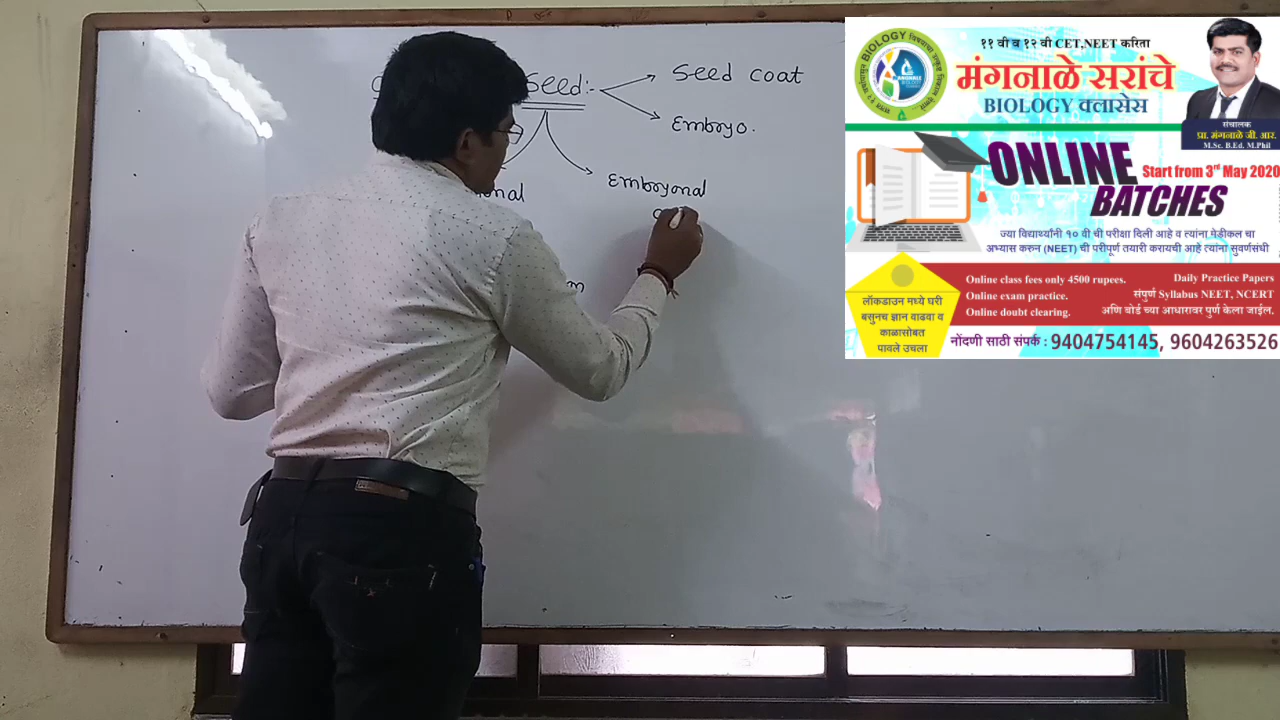 Seed:-
Seed coat
Embryo.
Embryonal
११ वी व १२ वी CET,NEET करिता
मंगनाळे सरांचे
BIOLOGY क्लासेस
BIOLOGY
संचालक
प्रा. मंगनाळे जी. आर.
M.Sc. B.Ed. M.Phil
ONLINE
Start from 3rd May 2020
BATCHES
ज्या विद्यार्थ्यांनी १० वी ची परीक्षा दिली आहे व त्यांना मेडीकल चा
अभ्यास करुन (NEET) ची परीपूर्ण तयारी करायची आहे त्यांना सुवर्णसंधी
Online class fees only 4500 rupees.
Daily Practice Papers
Online exam practice.
संपुर्ण Syllabus NEET, NCERT
Online doubt clearing.
अणि बोर्ड च्या आधारावर पुर्ण केला जाईल.
लॉकडाउन मध्ये घरी
बसुनच ज्ञान वाढवा व
काळासोबत
पावले उचला
नोंदणी साठी संपर्क : 9404754145, 9604263526